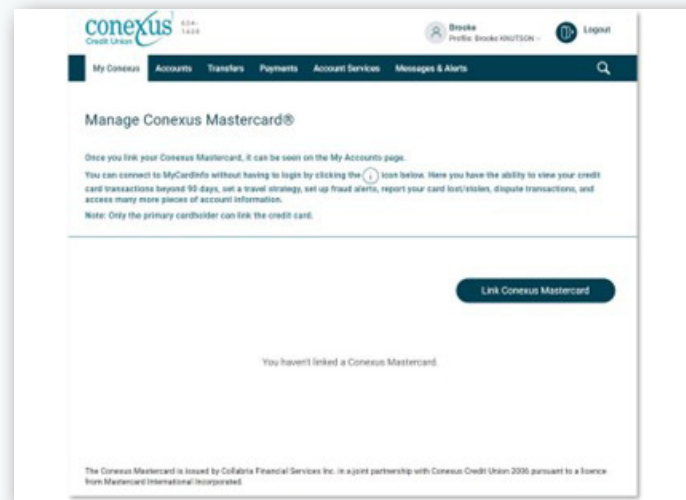 conexus
Credit Union
Brooke
Profile: Brooke KNUTSON
Logout
My Conexus Accounts Transfers Payments Account Services Messages & Alerts
Manage Conexus Mastercard®
Once you link your Conexus Mastercard, it can be seen on the My Accounts page.
You can connect to MyCardInfo without having to login by clicking the i icon below. Here you have the ability to view your credit
card transactions beyond 90 days, set a travel strategy, set up fraud alerts, report your card lost/stolen, dispute transactions, and
access many more pieces of account information.
Note: Only the primary cardholder can link the credit card.
Link Conexus Mastercard
You haven't linked a Conexus Mastercard.
The Conexus Mastercard is issued by Collabria Financial Services Inc. in a joint partnership with Conexus Credit Union 2006 pursuant to a licence
from Mastercard International Incorporated.